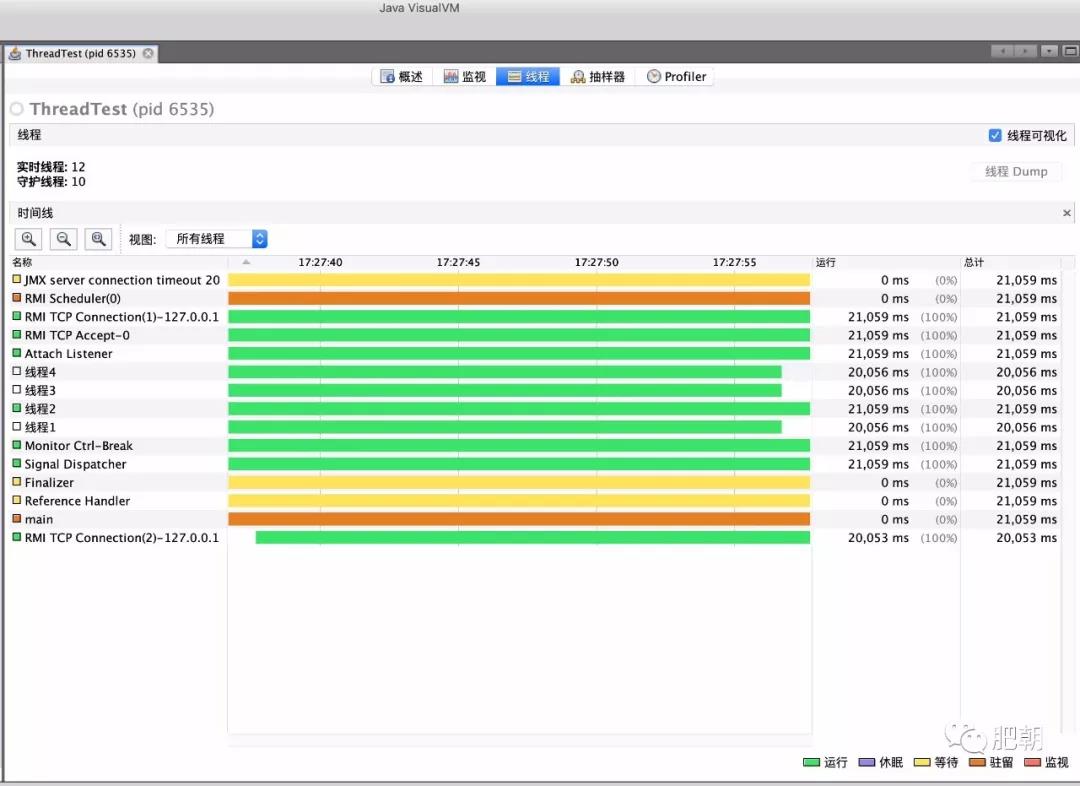 Java VisualVM
ThreadTest (pid 6535)
概述 监视 线程 抽样器 Profiler
ThreadTest (pid 6535)
线程 线程可视化
实时线程: 12
守护线程: 10
线程 Dump
时间线
视图: 所有线程
名称 17:27:40 17:27:45 17:27:50 17:27:55 运行 总计
JMX server connection timeout 20 0 ms (0%) 21,059 ms
RMI Scheduler(0) 0 ms (0%) 21,059 ms
RMI TCP Connection(1)-127.0.0.1 21,059 ms (100%) 21,059 ms
RMI TCP Accept-0 21,059 ms (100%) 21,059 ms
Attach Listener 21,059 ms (100%) 21,059 ms
线程4 20,056 ms (100%) 20,056 ms
线程3 20,056 ms (100%) 20,056 ms
线程2 21,059 ms (100%) 21,059 ms
线程1 20,056 ms (100%) 20,056 ms
Monitor Ctrl-Break 21,059 ms (100%) 21,059 ms
Signal Dispatcher 21,059 ms (100%) 21,059 ms
Finalizer 0 ms (0%) 21,059 ms
Reference Handler 0 ms (0%) 21,059 ms
main 0 ms (0%) 21,059 ms
RMI TCP Connection(2)-127.0.0.1 20,053 ms (100%) 20,053 ms
肥朝
运行 休眠 等待 驻留 监视